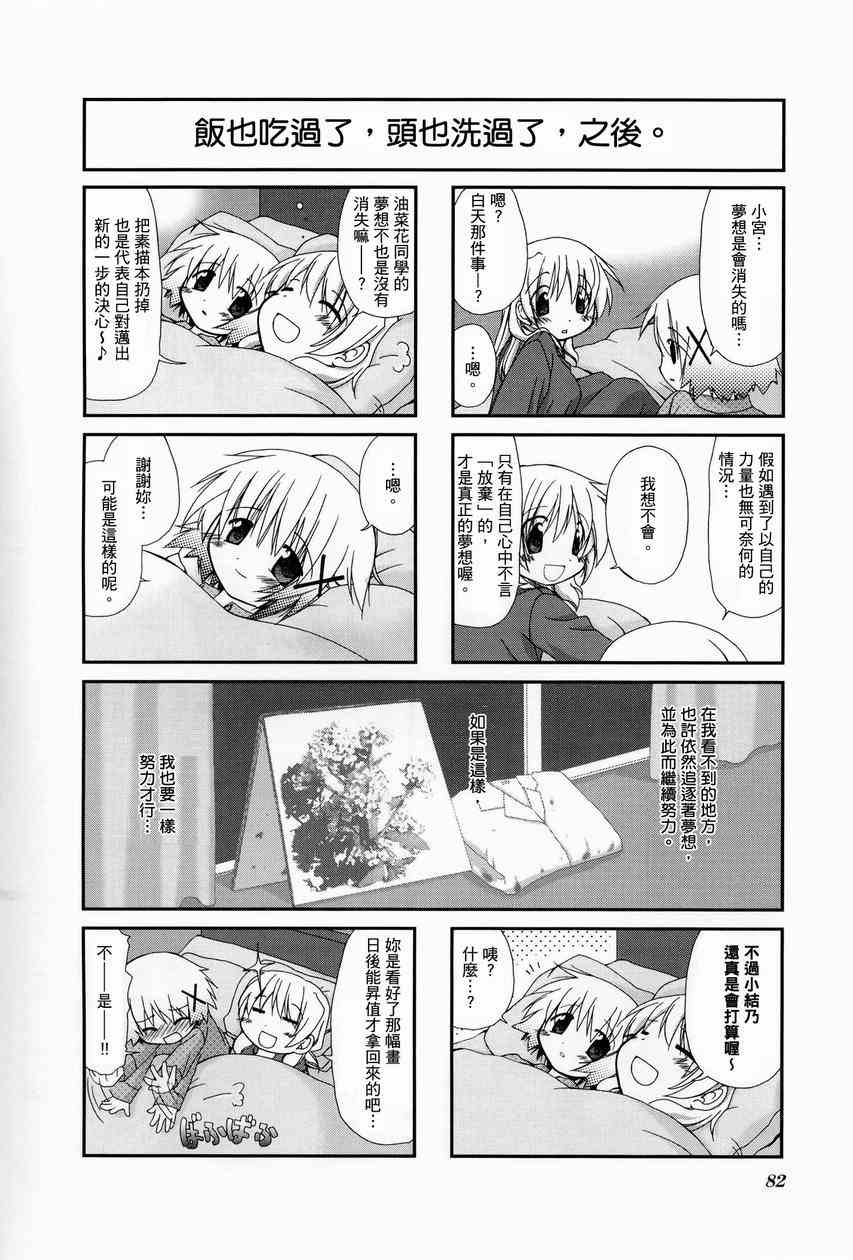 飯也吃過了，頭也洗過了，之後。
小宮…
夢想是會消失的嗎…
嗯？
白天那件事—？
…嗯。
假如遇到了以自己的
力量也無可奈何的
情況…
我想不會。
只有在自己心中不言
「放棄」的，
才是真正的夢想喔。
油菜花同學的
夢想不也是沒有
消失嘛—？
把素描本扔掉
也是代表自己對邁出
新的一步的決心～♪
…嗯。
謝謝妳…
可能是這樣的呢。
在我看不到的地方，
也許依然追逐著夢想，
並為此而繼續努力。
如果是這樣，
我也要一樣
努力才行…
不過小結乃
還真是會打算喔～
咦？
什麼…？
妳是看好了那幅畫
日後能昇值才拿回來的吧…
不——是——!!
ばふばふ
82